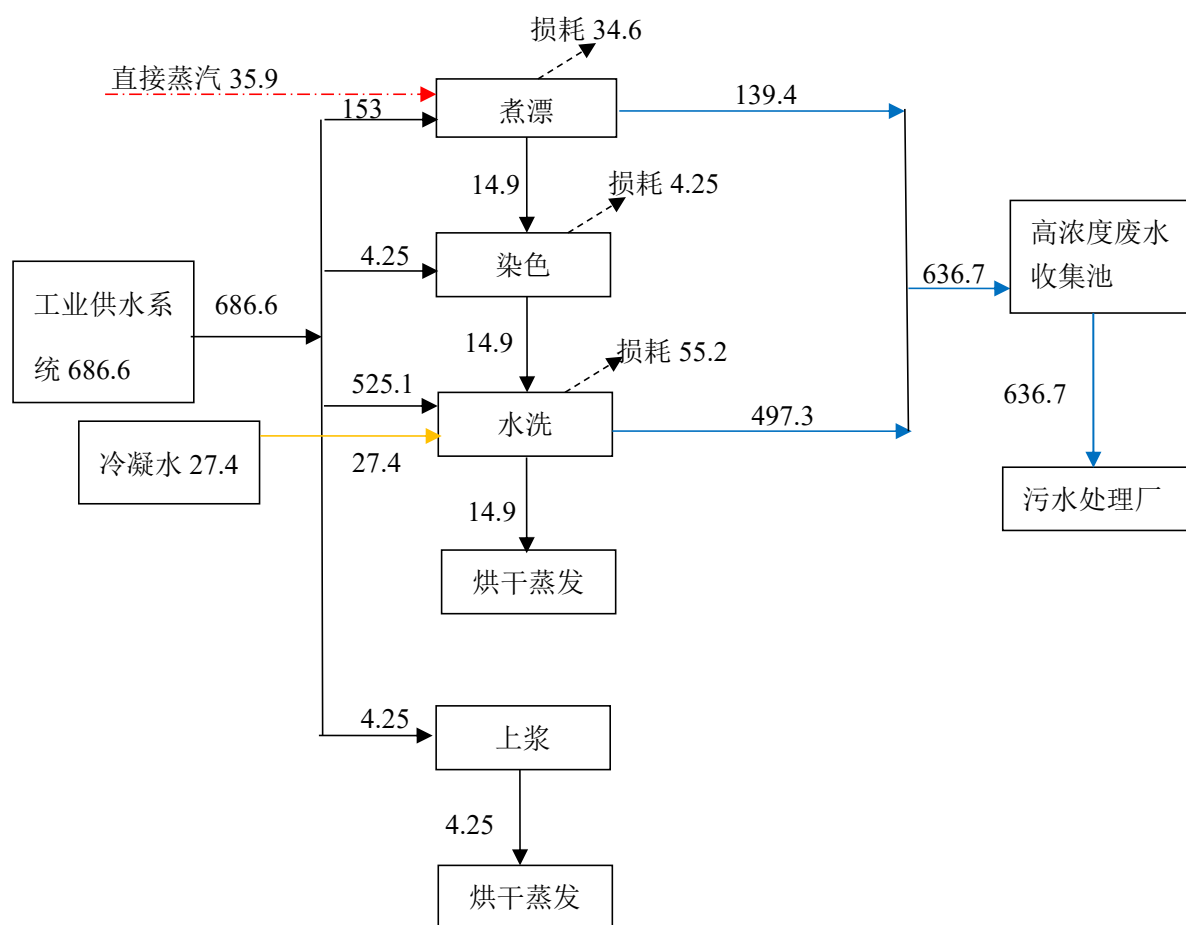 损耗 34.6
直接蒸汽 35.9
153
煮漂
139.4
14.9
损耗 4.25
4.25
染色
高浓度废水
收集池
636.7
工业供水系
统 686.6
686.6
14.9
损耗 55.2
525.1
水洗
497.3
636.7
冷凝水 27.4
27.4
14.9
污水处理厂
烘干蒸发
4.25
上浆
4.25
烘干蒸发